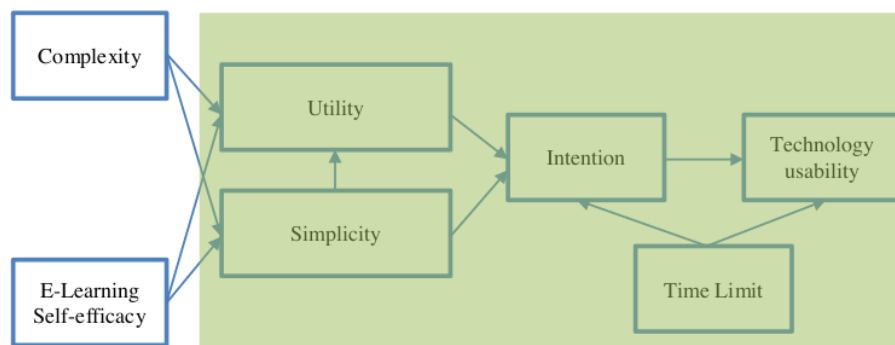 Complexity
Utility
Intention
Technology
usability
Simplicity
E-Learning
Self-efficacy
Time Limit